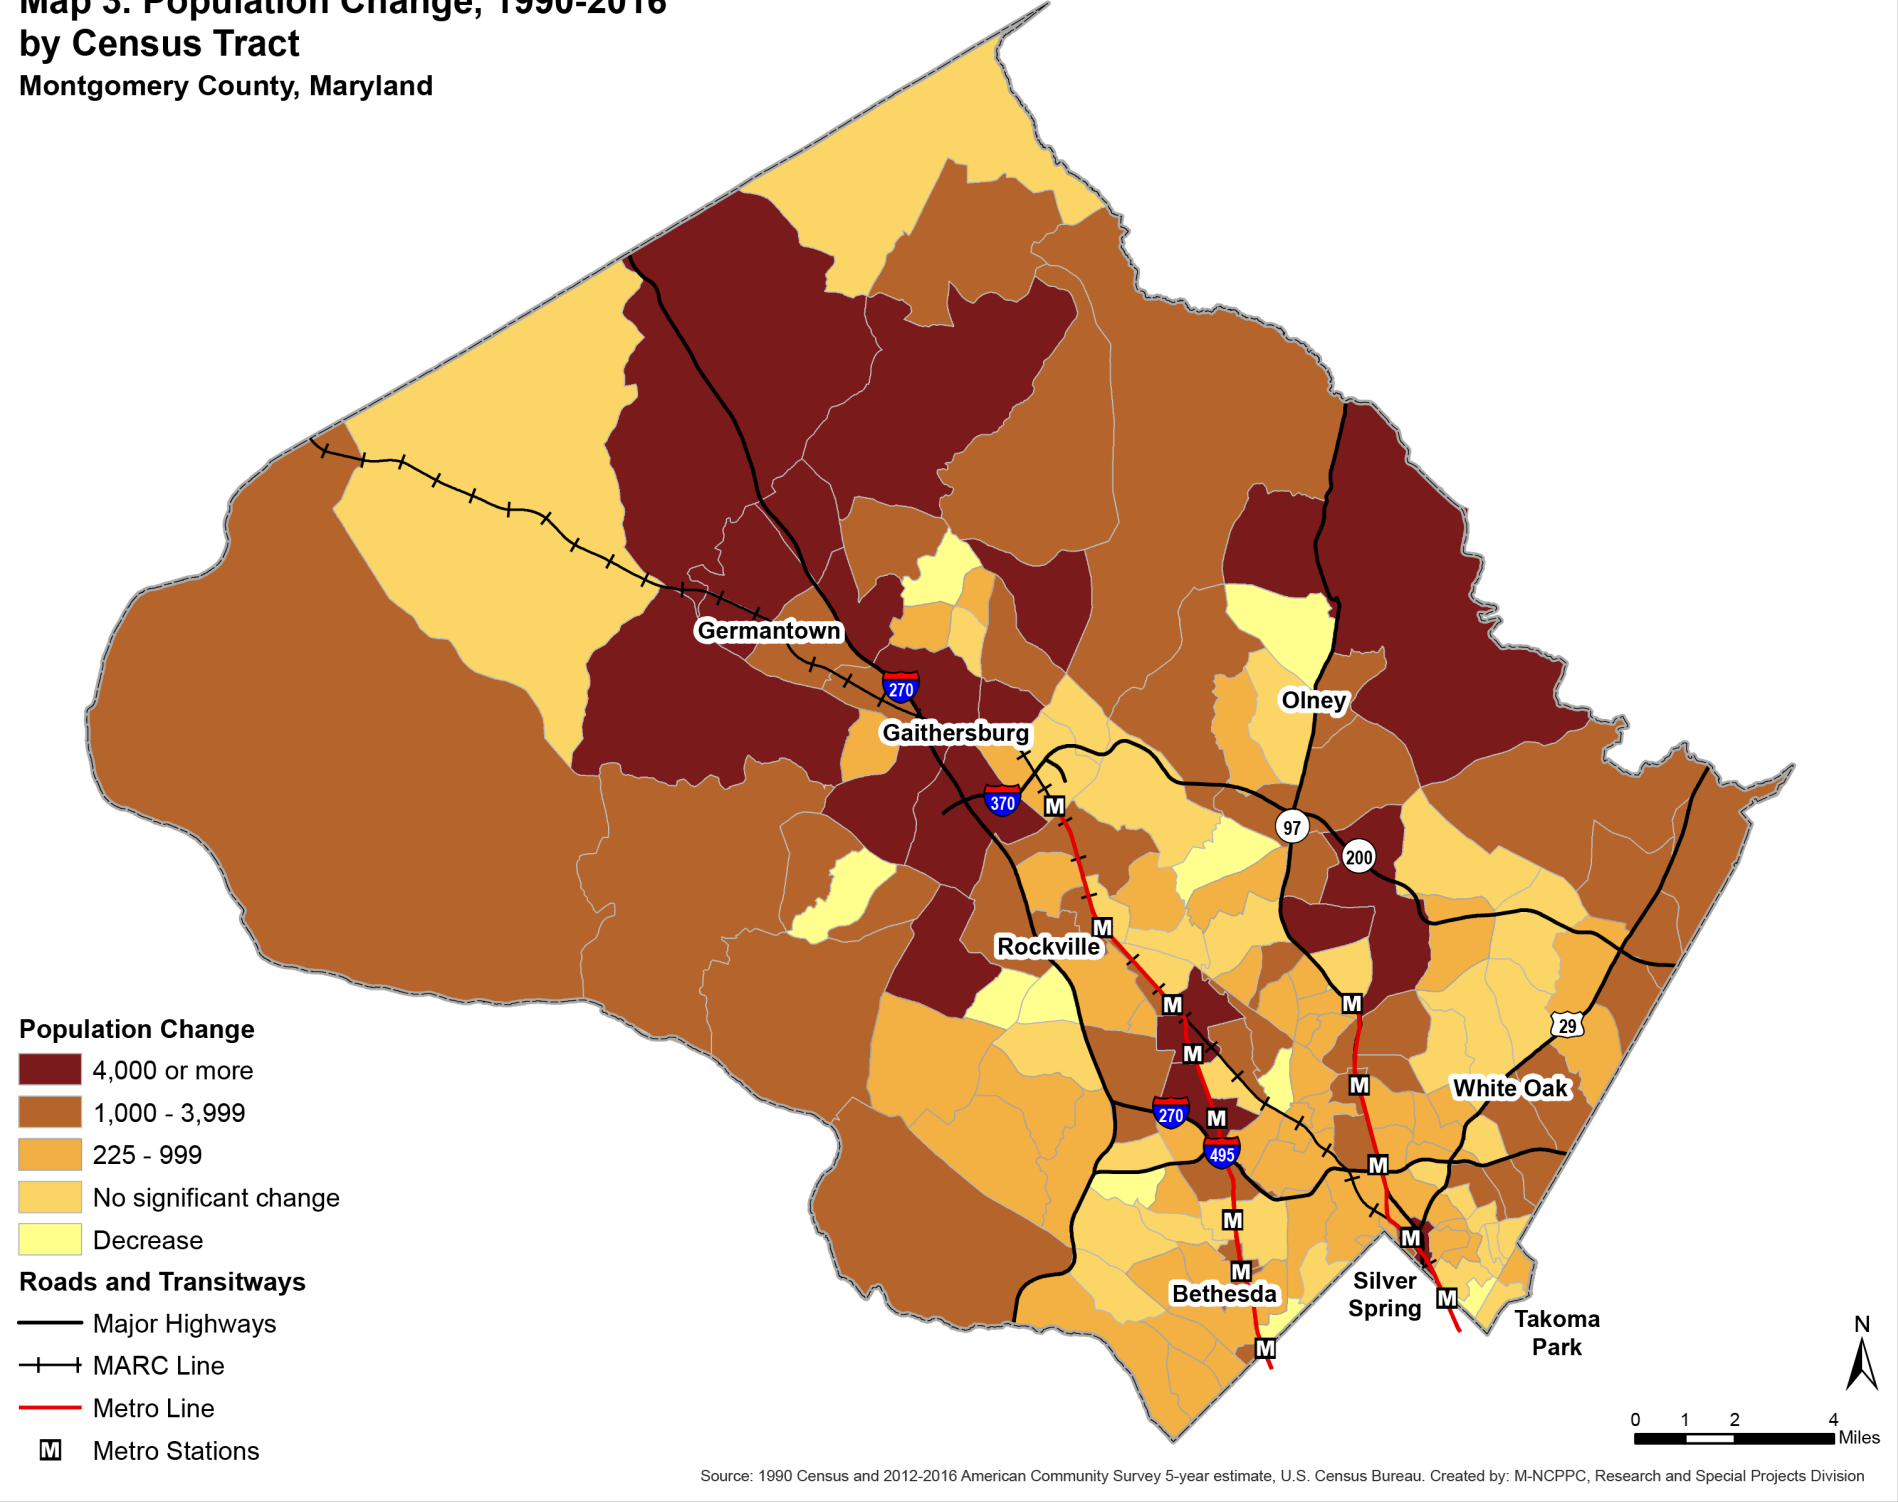 Map 3: Population Change, 1990-2016
by Census Tract
Montgomery County, Maryland
Germantown
270
Gaithersburg
Olney
370
M
97
200
M
Rockville
M
M
29
M
White Oak
M
270
M
495
M
M
M
M
Bethesda
Silver
Spring
M
Takoma
Park
M
Population Change
4,000 or more
1,000 - 3,999
225 - 999
No significant change
Decrease
Roads and Transitways
Major Highways
MARC Line
Metro Line
M Metro Stations
N
0 1 2 4
Miles
Source: 1990 Census and 2012-2016 American Community Survey 5-year estimate, U.S. Census Bureau. Created by: M-NCPPC, Research and Special Projects Division